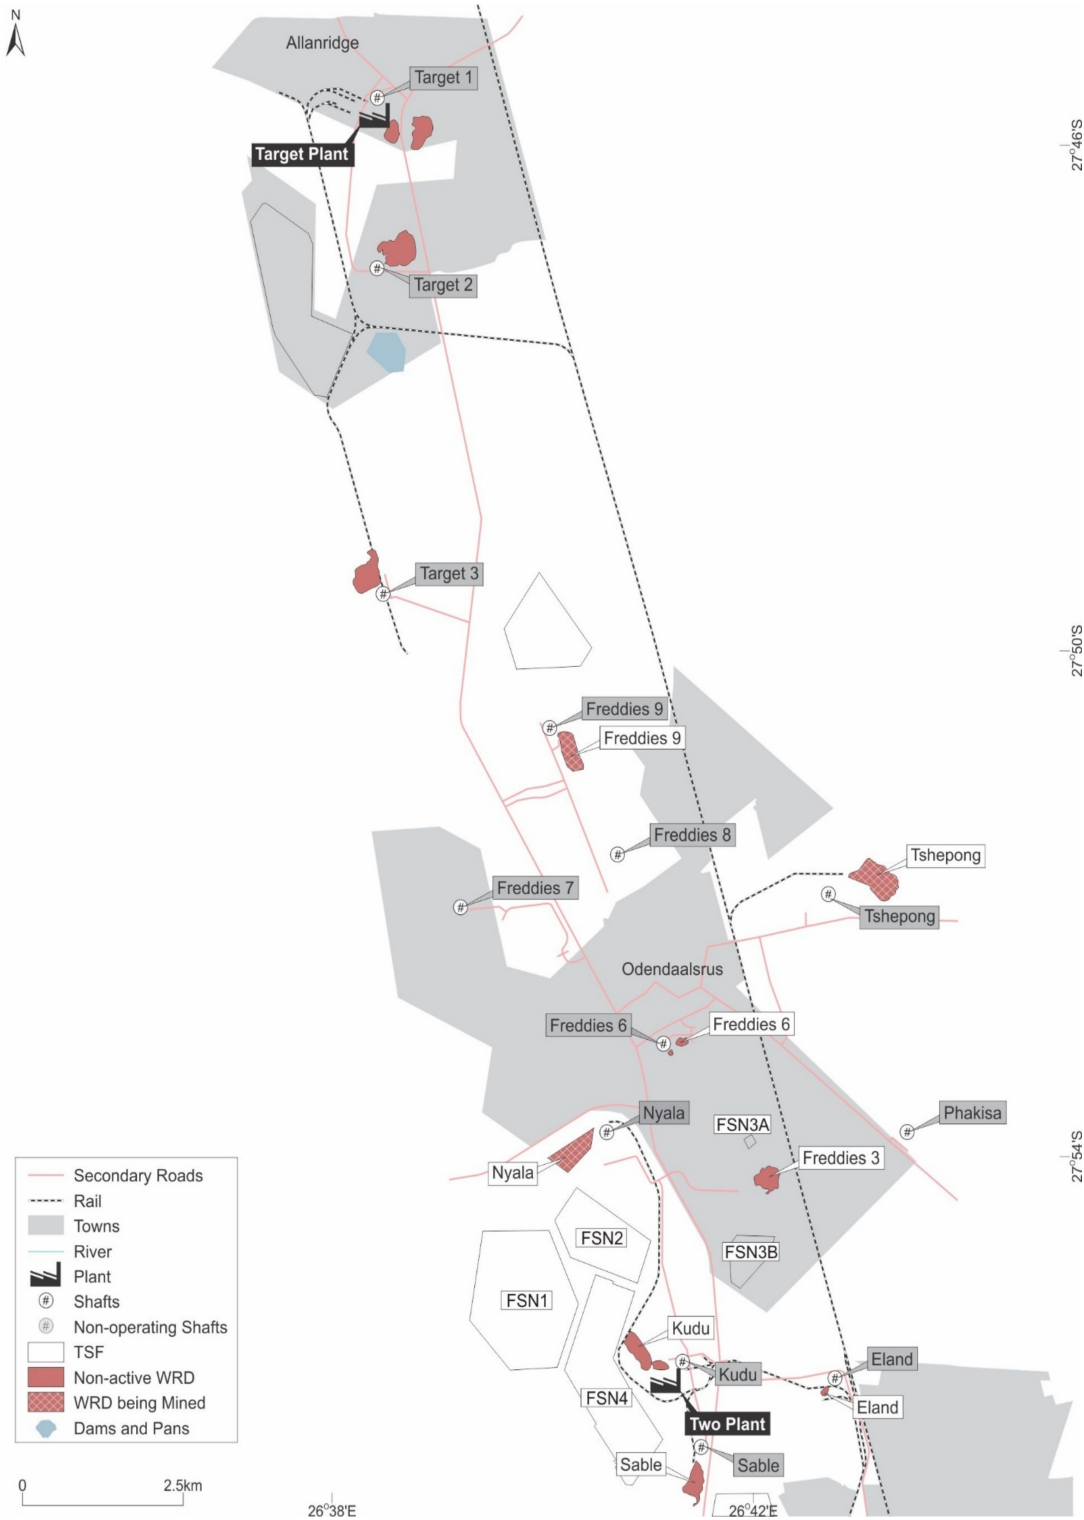 N
Allanridge
Target 1
27°46'S
Target Plant
Target 2
Target 3
27°50'S
Freddies 9
Freddies 9
Freddies 8
Tshepong
Freddies 7
Tshepong
Odendaalsrus
Freddies 6
Freddies 6
Nyala
Phakisa
FSN3A
27°54'S
Freddies 3
Nyala
FSN2
FSN3B
FSN1
Kudu
Eland
Kudu
FSN4
Eland
Two Plant
Sable
Sable
Secondary Roads
Rail
Towns
River
Plant
# Shafts
# Non-operating Shafts
TSF
Non-active WRD
WRD being Mined
Dams and Pans
0 2.5km
26°38'E
26°42'E